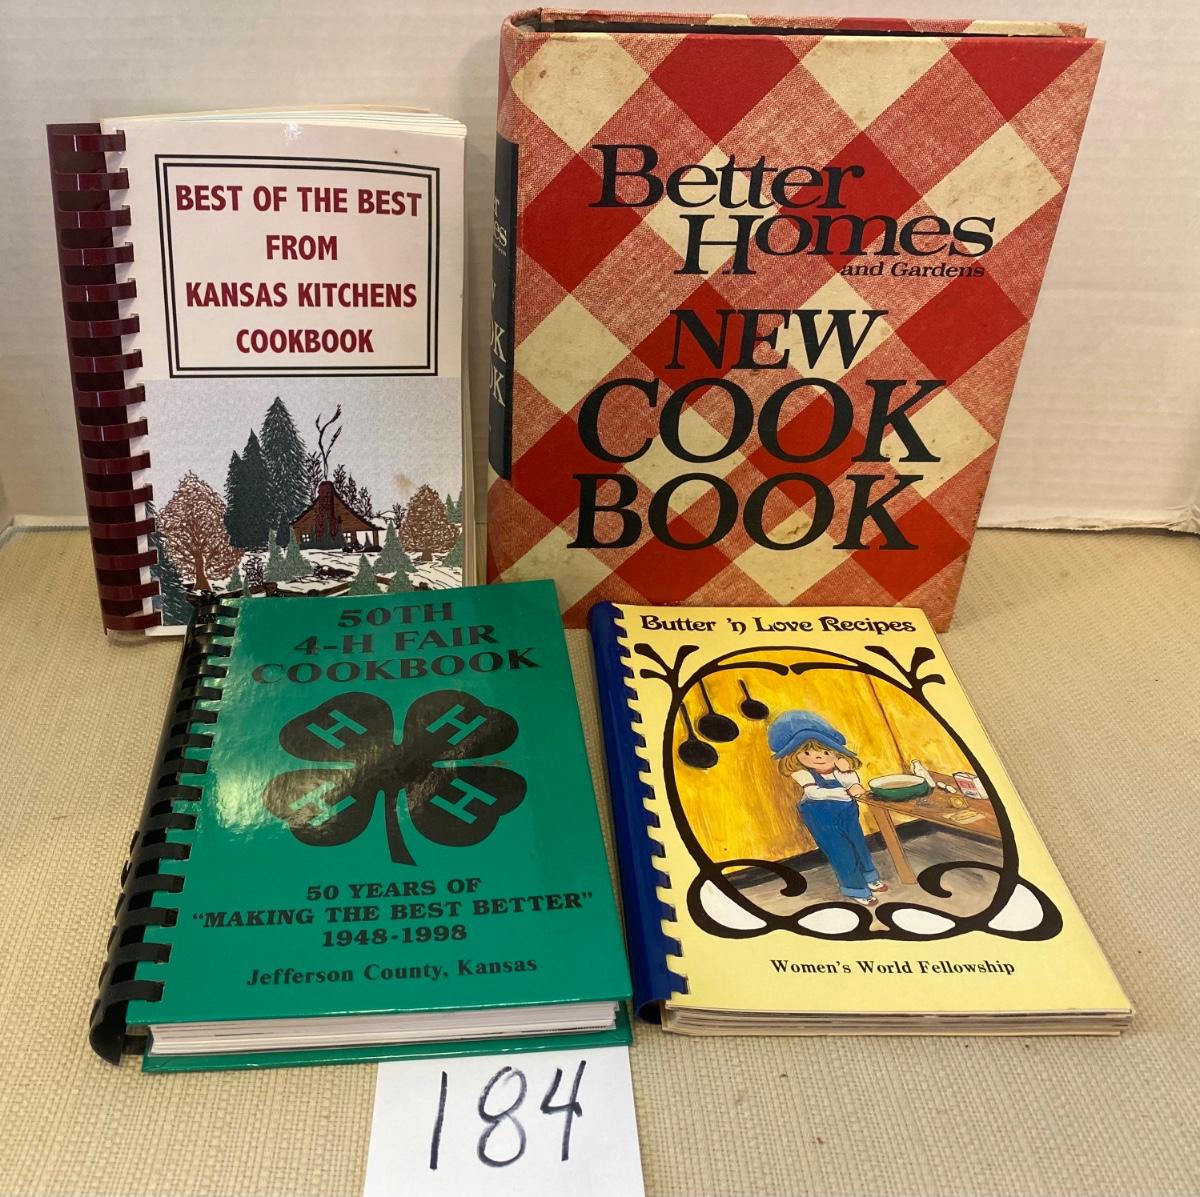 BEST OF THE BEST
FROM
KANSAS KITCHENS
COOKBOOK
Better
Homes
and Gardens
NEW
COOK
BOOK
50TH
4-H FAIR
COOKBOOK
H H
H H
50 YEARS OF
"MAKING THE BEST BETTER"
1948-1998
Jefferson County, Kansas
Butter 'n Love Recipes
Women's World Fellowship
184